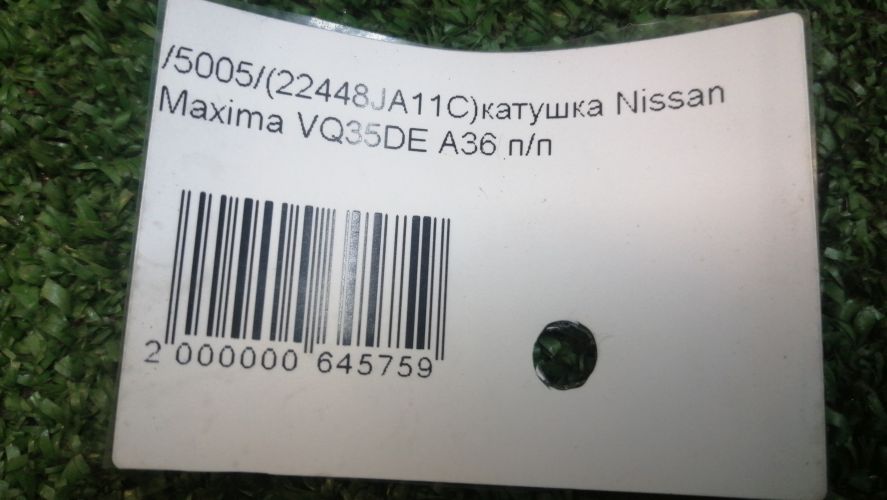 /5005/(22448JA11C)катушка Nissan
Maxima VQ35DE A36 п/п
2 000000 645759